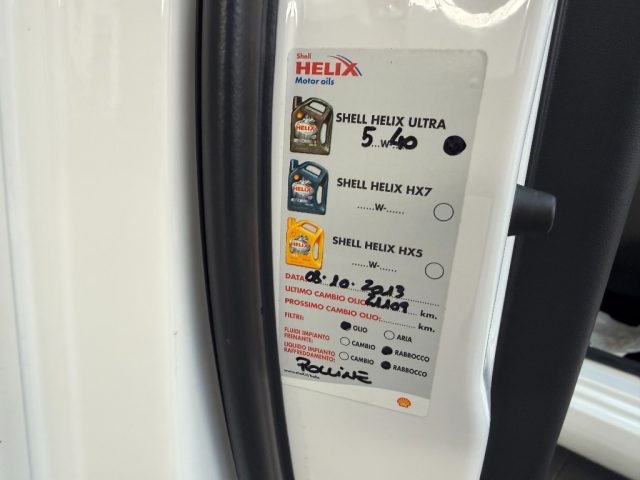 Shell
HELIX
Motor oils
SHELL HELIX ULTRA
5...W-..40
SHELL HELIX HX7
......W-......
SHELL HELIX HX5
......W-......
DATA: 08.10.2013
ULTIMO CAMBIO OLIO: 21109 km.
PROSSIMO CAMBIO OLIO:.............. km.
FILTRI: OLIO ARIA
FLUIDI IMPIANTO
FRENANTE: CAMBIO RABBOCCO
LIQUIDO IMPIANTO
RAFFREDDAMENTO: CAMBIO RABBOCCO
POLLINE